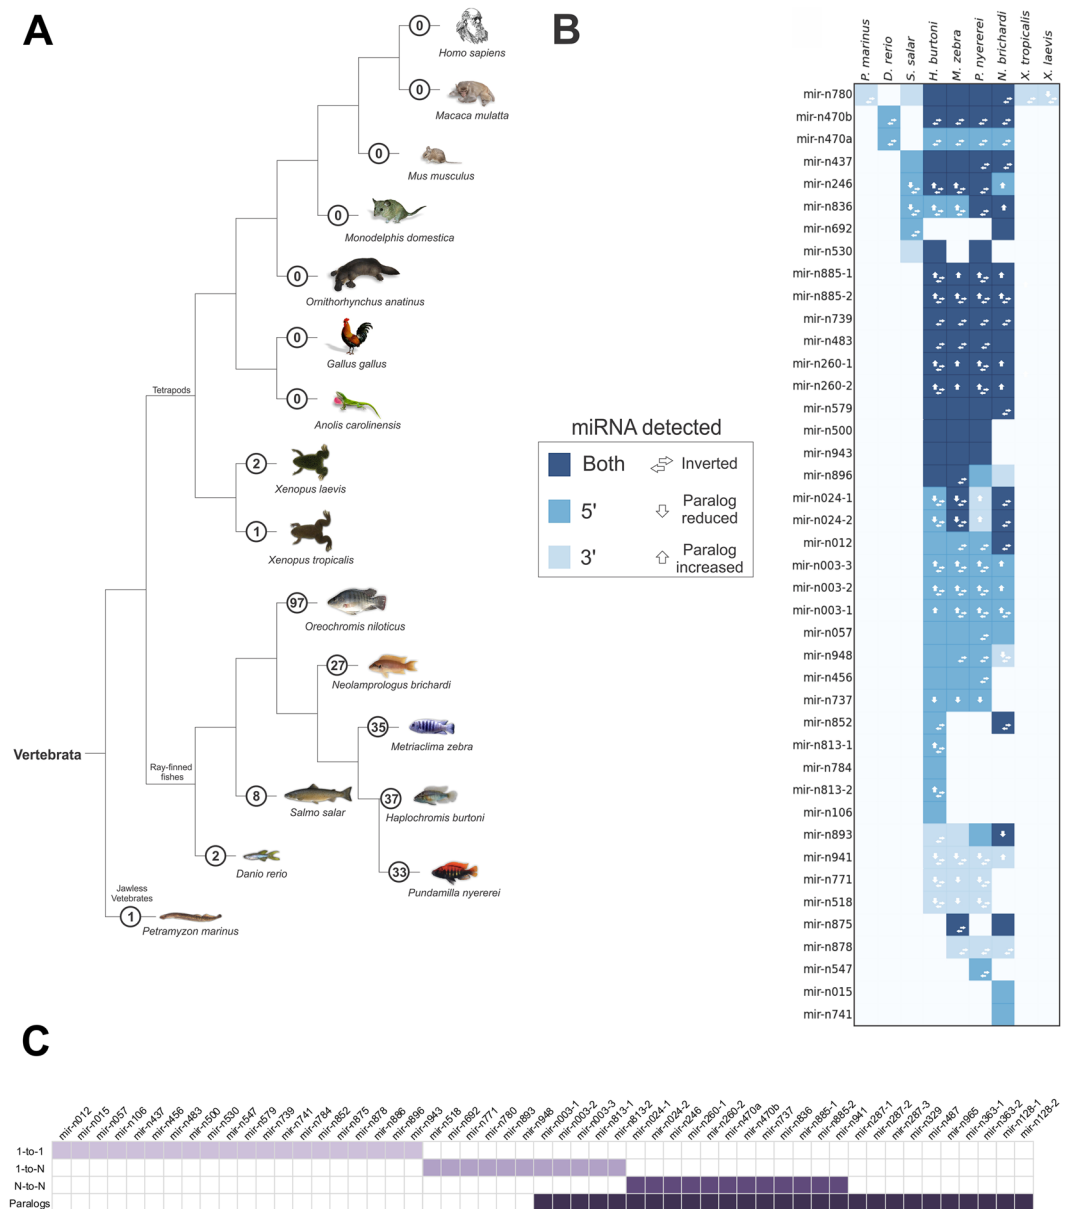 A
0
Homo sapiens
0
Macaca mulatta
0
Mus musculus
0
Monodelphis domestica
0
Ornithorhynchus anatinus
0
Gallus gallus
Tetrapods
0
Anolis carolinensis
2
Xenopus laevis
1
Xenopus tropicalis
97
Oreochromis niloticus
27
Neolamprologus brichardi
35
Metriaclima zebra
Vertebrata
Ray-finned
fishes
8
Salmo salar
37
Haplochromis burtoni
2
Danio rerio
33
Pundamilla nyererei
Jawless
Vetebrates
1
Petramyzon marinus
B
P. marinus
D. rerio
S. salar
H. burtoni
M. zebra
P. nyererei
N. brichardi
X. tropicalis
X. laevis
mir-n780
mir-n470b
mir-n470a
mir-n437
mir-n246
mir-n836
mir-n692
mir-n530
mir-n885-1
mir-n885-2
mir-n739
mir-n483
mir-n260-1
mir-n260-2
mir-n579
mir-n500
mir-n943
mir-n896
mir-n024-1
mir-n024-2
mir-n012
mir-n003-3
mir-n003-2
mir-n003-1
mir-n057
mir-n948
mir-n456
mir-n737
mir-n852
mir-n813-1
mir-n784
mir-n813-2
mir-n106
mir-n893
mir-n941
mir-n771
mir-n518
mir-n875
mir-n878
mir-n547
mir-n015
mir-n741
miRNA detected
Both
Inverted
5'
Paralog
reduced
3'
Paralog
increased
C
mir-n012
mir-n015
mir-n057
mir-n106
mir-n437
mir-n456
mir-n483
mir-n500
mir-n530
mir-n547
mir-n579
mir-n739
mir-n741
mir-n784
mir-n852
mir-n875
mir-n878
mir-n886
mir-n896
mir-n943
mir-n518
mir-n692
mir-n771
mir-n780
mir-n893
mir-n948
mir-n003-1
mir-n003-2
mir-n003-3
mir-n813-1
mir-n813-2
mir-n024-1
mir-n024-2
mir-n246
mir-n260-1
mir-n260-2
mir-n470a
mir-n470b
mir-n737
mir-n836
mir-n885-1
mir-n885-2
mir-n941
mir-n287-1
mir-n287-2
mir-n287-3
mir-n329
mir-n487
mir-n965
mir-n363-1
mir-n363-2
mir-n128-1
mir-n128-2
1-to-1
1-to-N
N-to-N
Paralogs